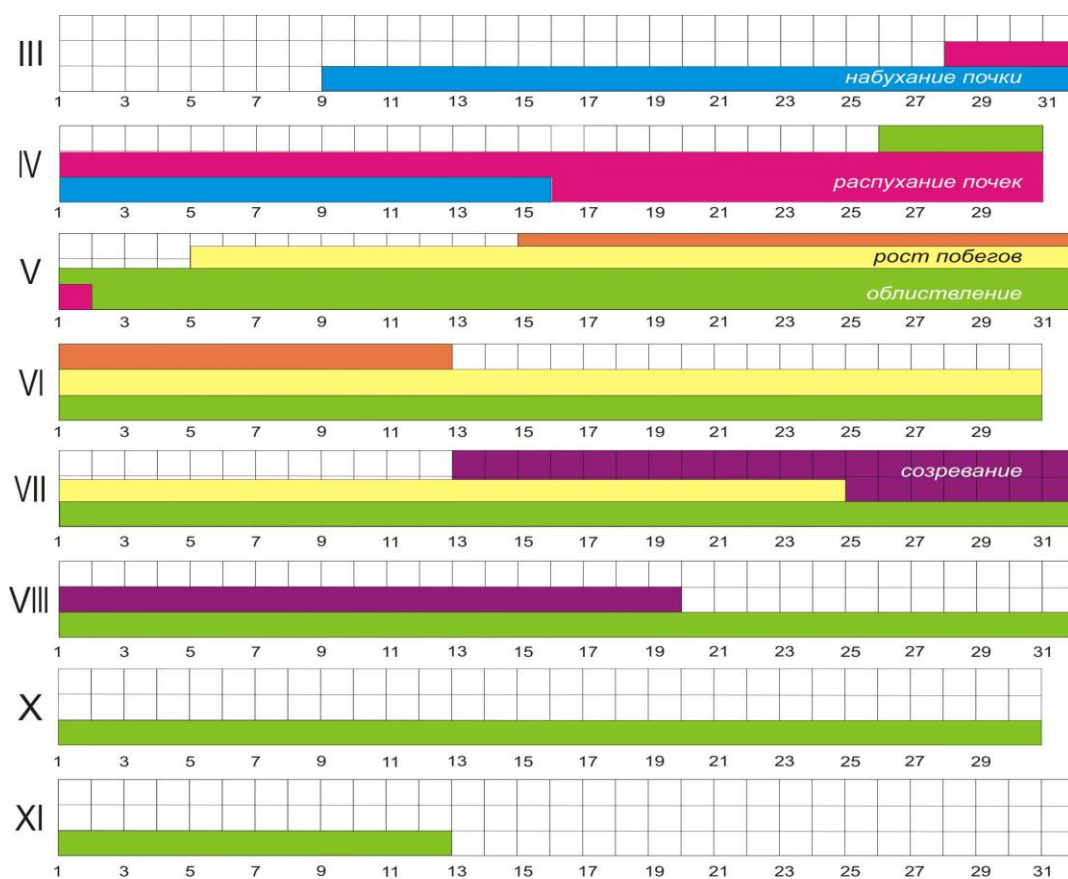 III
набухание почки
1 3 5 7 9 11 13 15 17 19 21 23 25 27 29 31
IV
распухание почек
1 3 5 7 9 11 13 15 17 19 21 23 25 27 29
V
рост побегов
облиствление
1 3 5 7 9 11 13 15 17 19 21 23 25 27 29 31
VI
1 3 5 7 9 11 13 15 17 19 21 23 25 27 29
VII
созревание
1 3 5 7 9 11 13 15 17 19 21 23 25 27 29 31
VIII
1 3 5 7 9 11 13 15 17 19 21 23 25 27 29 31
X
1 3 5 7 9 11 13 15 17 19 21 23 25 27 29
XI
1 3 5 7 9 11 13 15 17 19 21 23 25 27 29 31